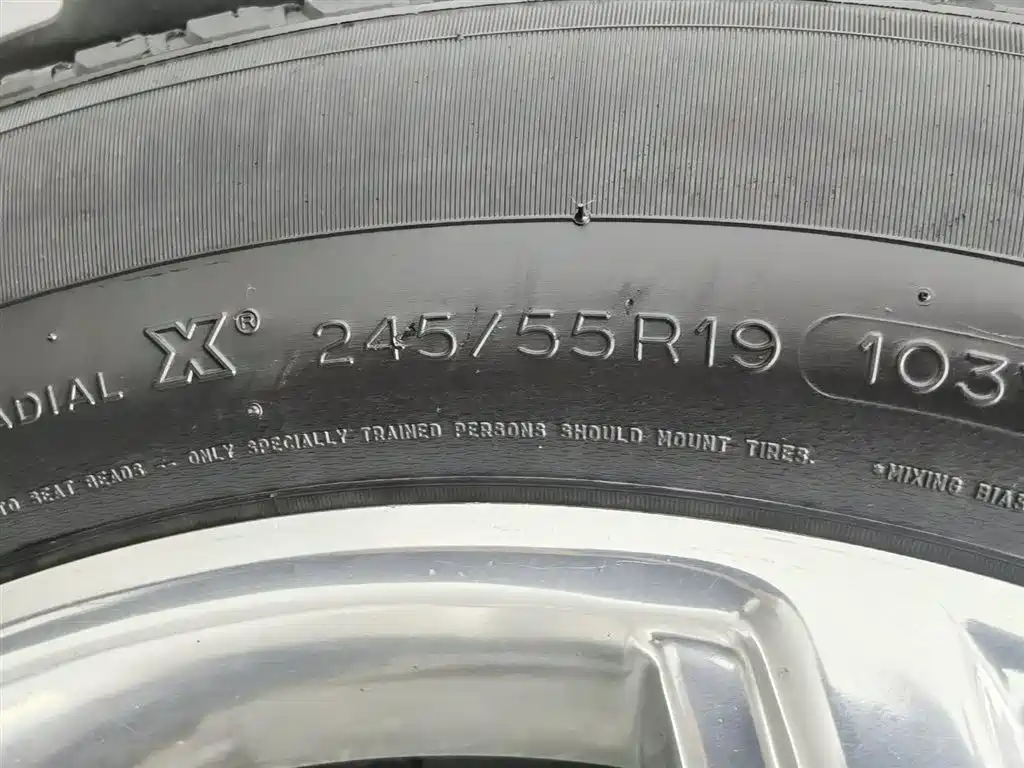 ADIAL X® 245/55R19 103
TO SEAT BEADS -- ONLY SPECIALLY TRAINED PERSONS SHOULD MOUNT TIRES. *MIXING BIAS